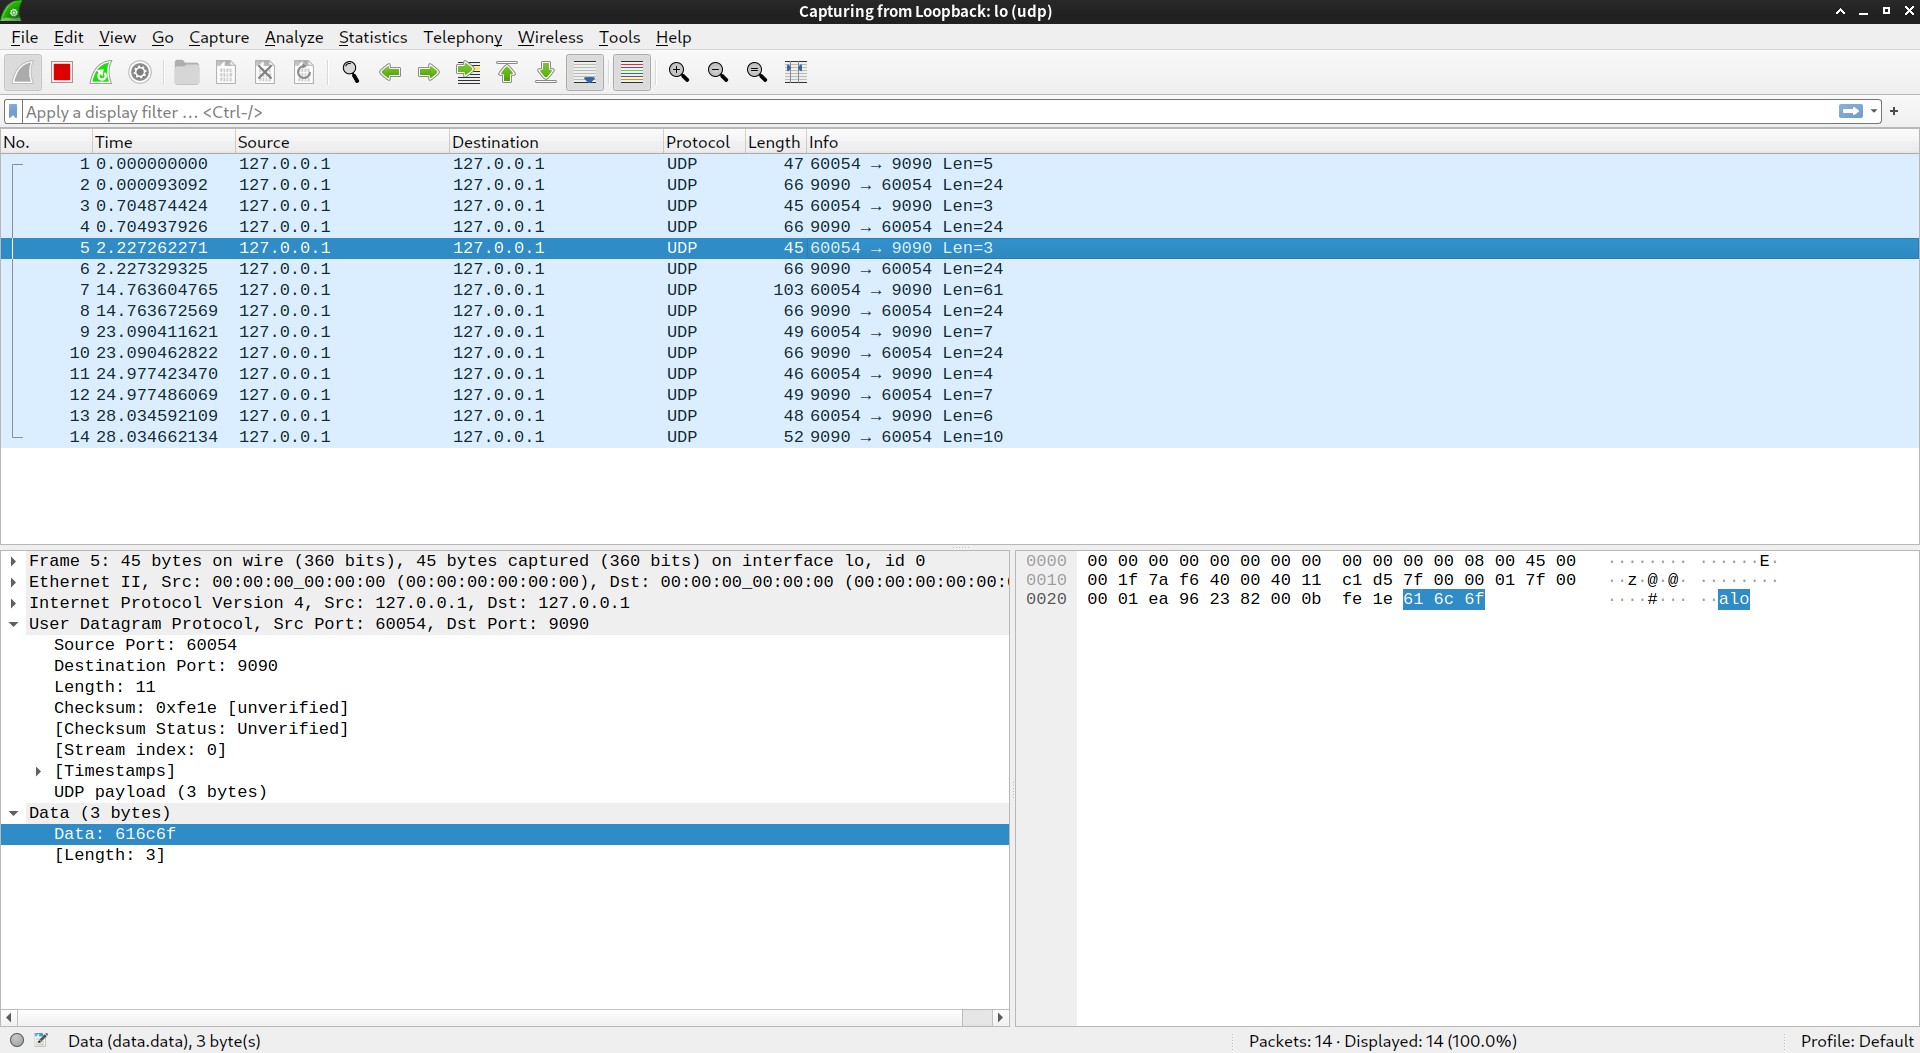 Capturing from Loopback: lo (udp)
File Edit View Go Capture Analyze Statistics Telephony Wireless Tools Help
Apply a display filter … <Ctrl-/>
No. Time Source Destination Protocol Length Info
1 0.000000000 127.0.0.1 127.0.0.1 UDP 47 60054 → 9090 Len=5
2 0.000093092 127.0.0.1 127.0.0.1 UDP 66 9090 → 60054 Len=24
3 0.704874424 127.0.0.1 127.0.0.1 UDP 45 60054 → 9090 Len=3
4 0.704937926 127.0.0.1 127.0.0.1 UDP 66 9090 → 60054 Len=24
5 2.227262271 127.0.0.1 127.0.0.1 UDP 45 60054 → 9090 Len=3
6 2.227329325 127.0.0.1 127.0.0.1 UDP 66 9090 → 60054 Len=24
7 14.763604765 127.0.0.1 127.0.0.1 UDP 103 60054 → 9090 Len=61
8 14.763672569 127.0.0.1 127.0.0.1 UDP 66 9090 → 60054 Len=24
9 23.090411621 127.0.0.1 127.0.0.1 UDP 49 60054 → 9090 Len=7
10 23.090462822 127.0.0.1 127.0.0.1 UDP 66 9090 → 60054 Len=24
11 24.977423470 127.0.0.1 127.0.0.1 UDP 46 60054 → 9090 Len=4
12 24.977486069 127.0.0.1 127.0.0.1 UDP 49 9090 → 60054 Len=7
13 28.034592109 127.0.0.1 127.0.0.1 UDP 48 60054 → 9090 Len=6
14 28.034662134 127.0.0.1 127.0.0.1 UDP 52 9090 → 60054 Len=10
Frame 5: 45 bytes on wire (360 bits), 45 bytes captured (360 bits) on interface lo, id 0
Ethernet II, Src: 00:00:00_00:00:00 (00:00:00:00:00:00), Dst: 00:00:00_00:00:00 (00:00:00:00:00:0
Internet Protocol Version 4, Src: 127.0.0.1, Dst: 127.0.0.1
User Datagram Protocol, Src Port: 60054, Dst Port: 9090
Source Port: 60054
Destination Port: 9090
Length: 11
Checksum: 0xfe1e [unverified]
[Checksum Status: Unverified]
[Stream index: 0]
[Timestamps]
UDP payload (3 bytes)
Data (3 bytes)
Data: 616c6f
[Length: 3]
0000 00 00 00 00 00 00 00 00 00 00 00 00 08 00 45 00 ········ ······E·
0010 00 1f 7a f6 40 00 40 11 c1 d5 7f 00 00 01 7f 00 ··z·@·@· ········
0020 00 01 ea 96 23 82 00 0b fe 1e 61 6c 6f ····#··· ··alo
Data (data.data), 3 byte(s)
Packets: 14 · Displayed: 14 (100.0%)
Profile: Default